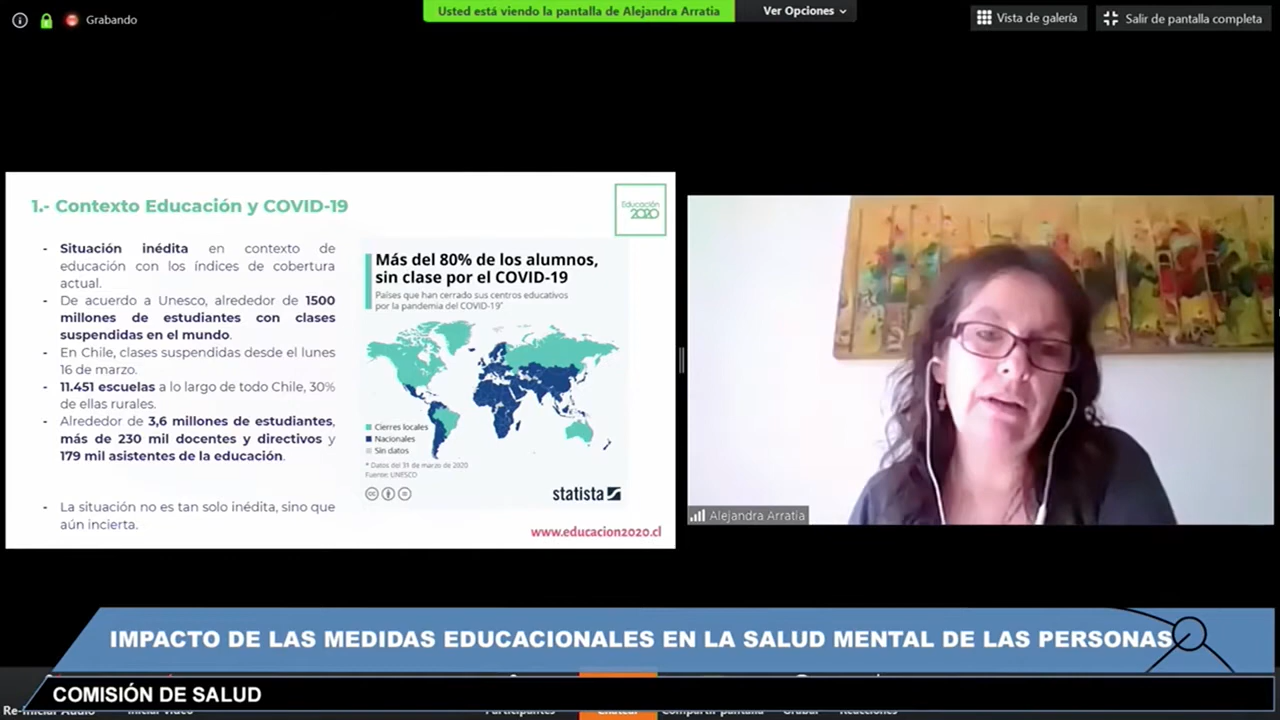 Grabando
Usted está viendo la pantalla de Alejandra Arratia
Ver Opciones
Vista de galería
Salir de pantalla completa
1.- Contexto Educación y COVID-19
Educación
2020
- Situación inédita en contexto de
educación con los índices de cobertura
actual.
- De acuerdo a Unesco, alrededor de 1500
millones de estudiantes con clases
suspendidas en el mundo.
- En Chile, clases suspendidas desde el lunes
16 de marzo.
- 11.451 escuelas a lo largo de todo Chile, 30%
de ellas rurales.
- Alrededor de 3,6 millones de estudiantes,
más de 230 mil docentes y directivos y
179 mil asistentes de la educación.
- La situación no es tan solo inédita, sino que
aún incierta.
Más del 80% de los alumnos,
sin clase por el COVID-19
Países que han cerrado sus centros educativos
por la pandemia del COVID-19*
Cierres locales
Nacionales
Sin datos
* Datos del 31 de marzo de 2020
Fuente: UNESCO
statista
www.educacion2020.cl
Alejandra Arratia
IMPACTO DE LAS MEDIDAS EDUCACIONALES EN LA SALUD MENTAL DE LAS PERSONAS
COMISIÓN DE SALUD